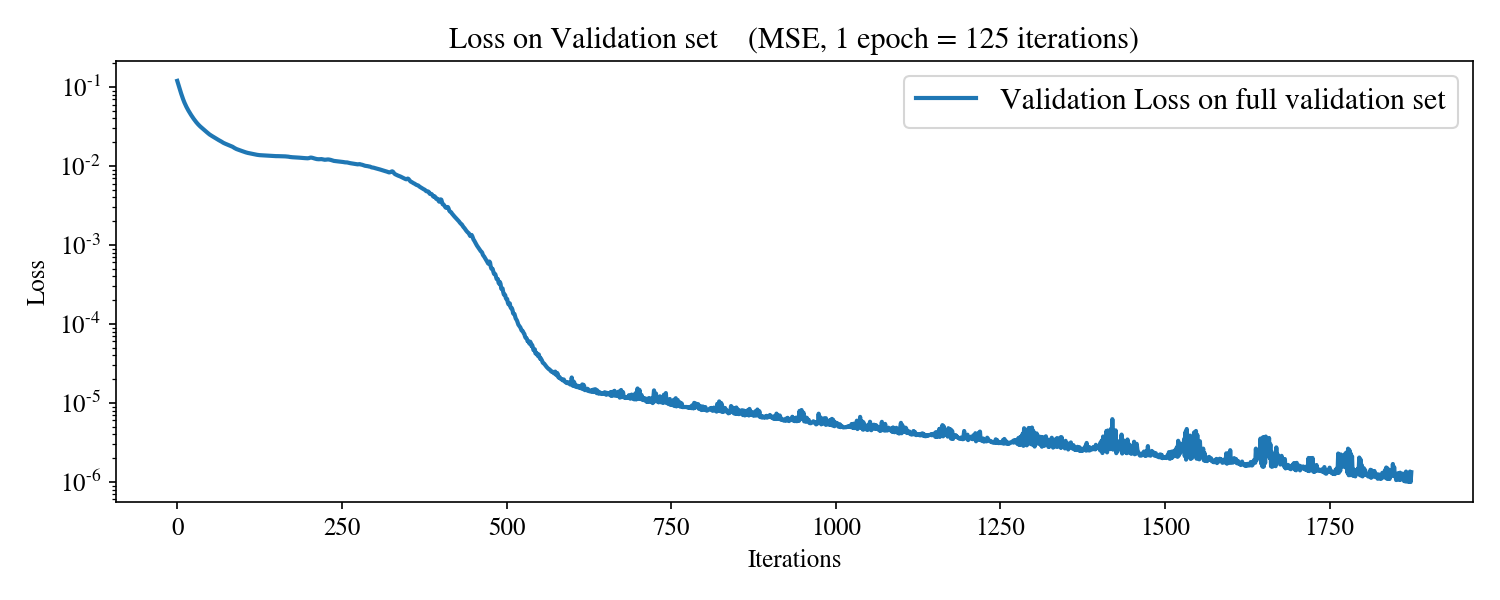 Loss on Validation set (MSE, 1 epoch = 125 iterations)
Validation Loss on full validation set
10⁻¹
10⁻²
10⁻³
10⁻⁴
10⁻⁵
10⁻⁶
Loss
0 250 500 750 1000 1250 1500 1750
Iterations